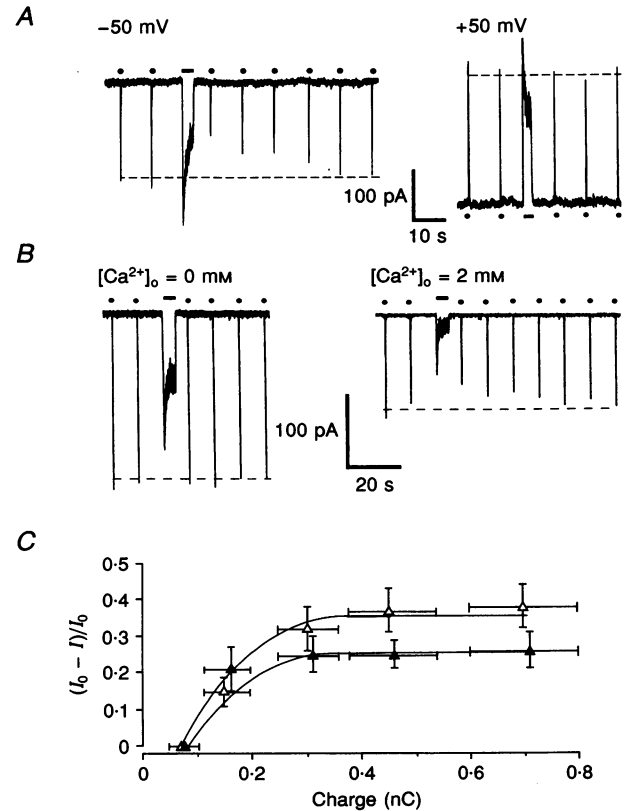 A
−50 mV
+50 mV
100 pA
10 s
B
[Ca²⁺]ₒ = 0 mM
[Ca²⁺]ₒ = 2 mM
100 pA
20 s
C
0·5
0·4
0·3
0·2
0·1
0
(I₀ − I)/I₀
0
0·2
0·4
0·6
0·8
Charge (nC)